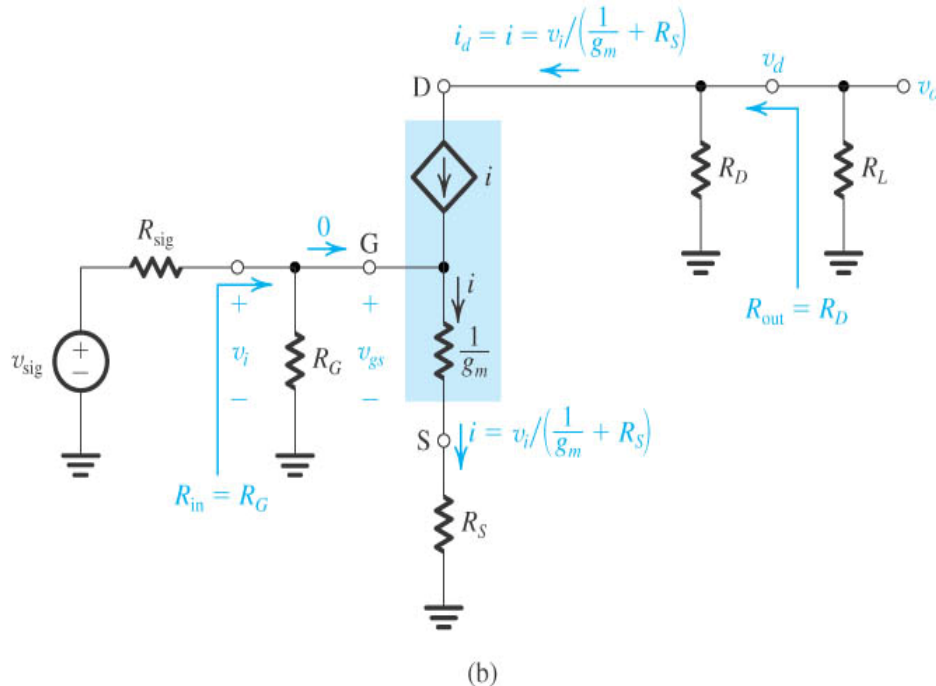 i_d = i = v_i/(1/g_m + R_S)
v_d
D
v_o
i
R_D
R_L
R_sig
0
G
i
+
+
R_out = R_D
v_sig
+
−
v_i
R_G
v_gs
1/g_m
−
−
S
i = v_i/(1/g_m + R_S)
R_in = R_G
R_S
(b)